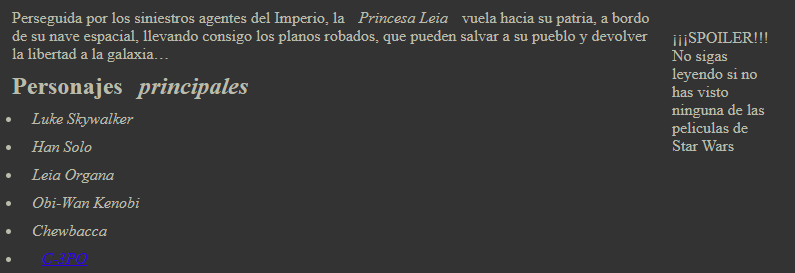 Perseguida por los siniestros agentes del Imperio, la Princesa Leia vuela hacia su patria, a bordo
de su nave espacial, llevando consigo los planos robados, que pueden salvar a su pueblo y devolver
la libertad a la galaxia…
Personajes principales
Luke Skywalker
Han Solo
Leia Organa
Obi-Wan Kenobi
Chewbacca
C-3PO
¡¡¡SPOILER!!!
No sigas
leyendo si no
has visto
ninguna de las
peliculas de
Star Wars